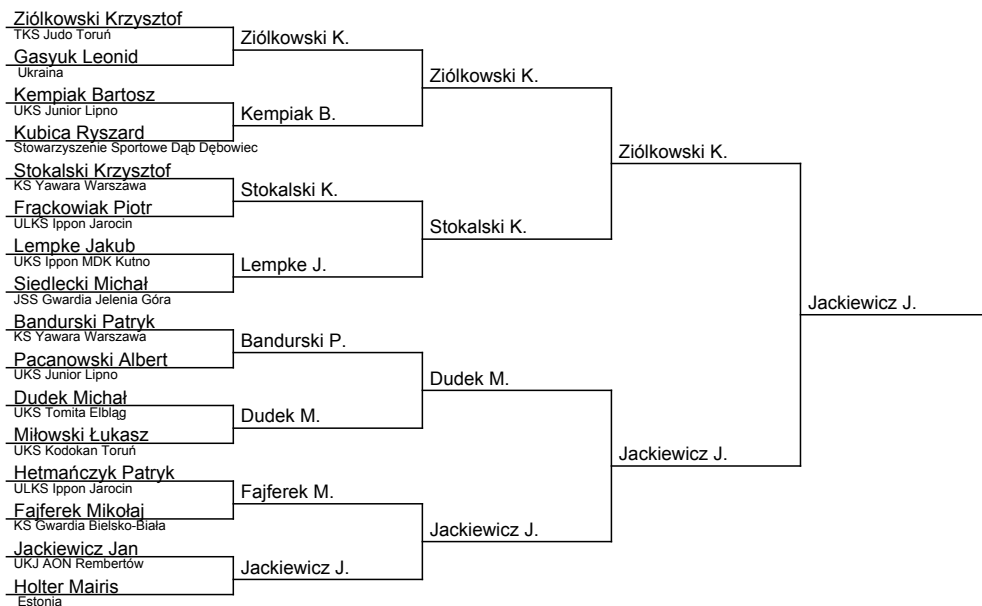 Ziólkowski Krzysztof
TKS Judo Toruń
Gasyuk Leonid
Ukraina
Kempiak Bartosz
UKS Junior Lipno
Kubica Ryszard
Stowarzyszenie Sportowe Dąb Dębowiec
Stokalski Krzysztof
KS Yawara Warszawa
Frąckowiak Piotr
ULKS Ippon Jarocin
Lempke Jakub
UKS Ippon MDK Kutno
Siedlecki Michał
JSS Gwardia Jelenia Góra
Bandurski Patryk
KS Yawara Warszawa
Pacanowski Albert
UKS Junior Lipno
Dudek Michał
UKS Tomita Elbląg
Miłowski Łukasz
UKS Kodokan Toruń
Hetmańczyk Patryk
ULKS Ippon Jarocin
Fajferek Mikołaj
KS Gwardia Bielsko-Biała
Jackiewicz Jan
UKJ AON Rembertów
Holter Mairis
Estonia
Ziólkowski K.
Kempiak B.
Stokalski K.
Lempke J.
Bandurski P.
Dudek M.
Fajferek M.
Jackiewicz J.
Ziólkowski K.
Stokalski K.
Dudek M.
Jackiewicz J.
Ziólkowski K.
Jackiewicz J.
Jackiewicz J.